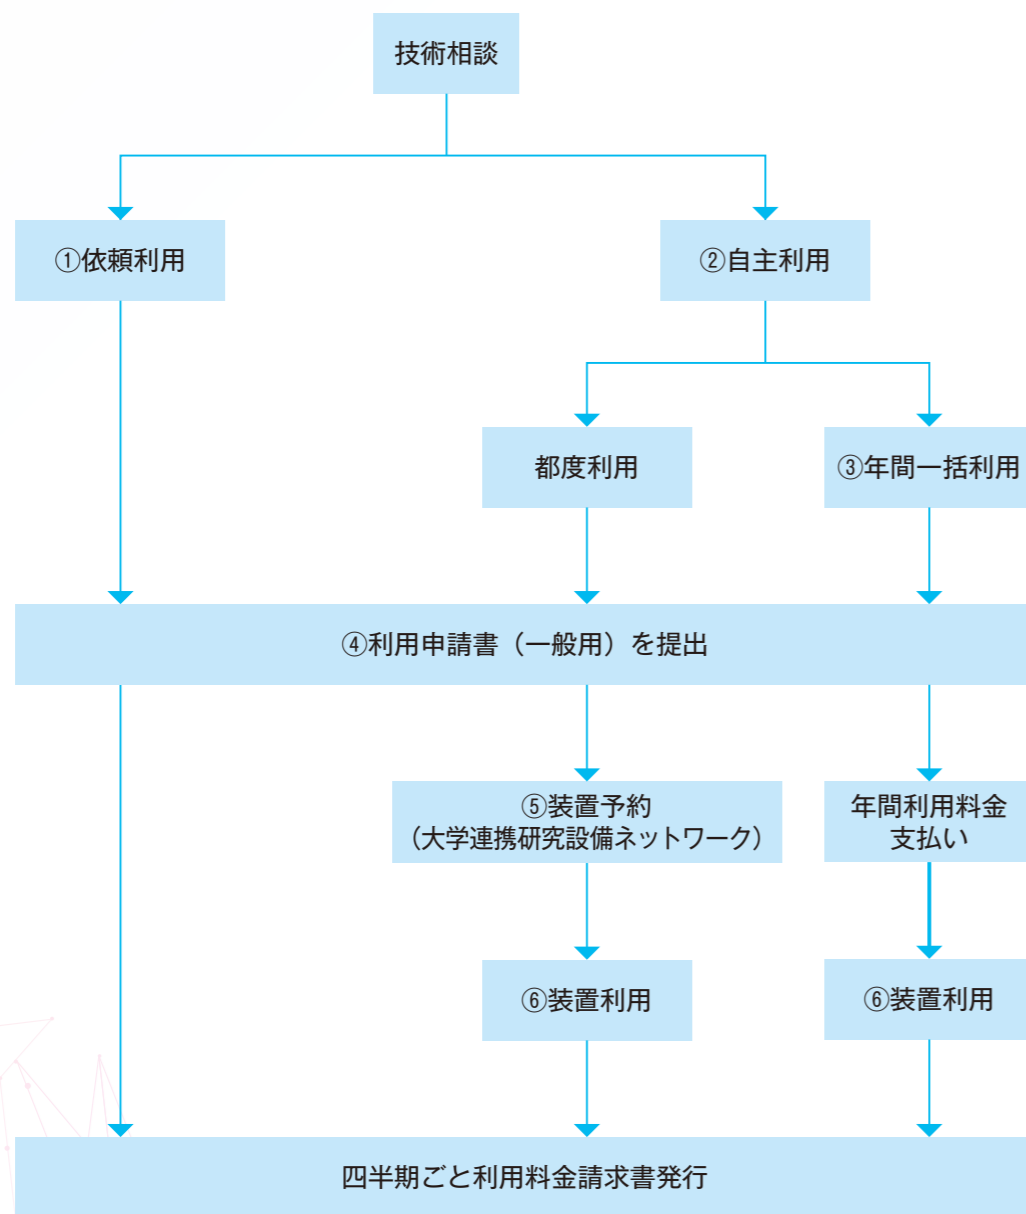 技術相談
①依頼利用
②自主利用
都度利用
③年間一括利用
④利用申請書（一般用）を提出
⑤装置予約
（大学連携研究設備ネットワーク）
年間利用料金
支払い
⑥装置利用
⑥装置利用
四半期ごと利用料金請求書発行